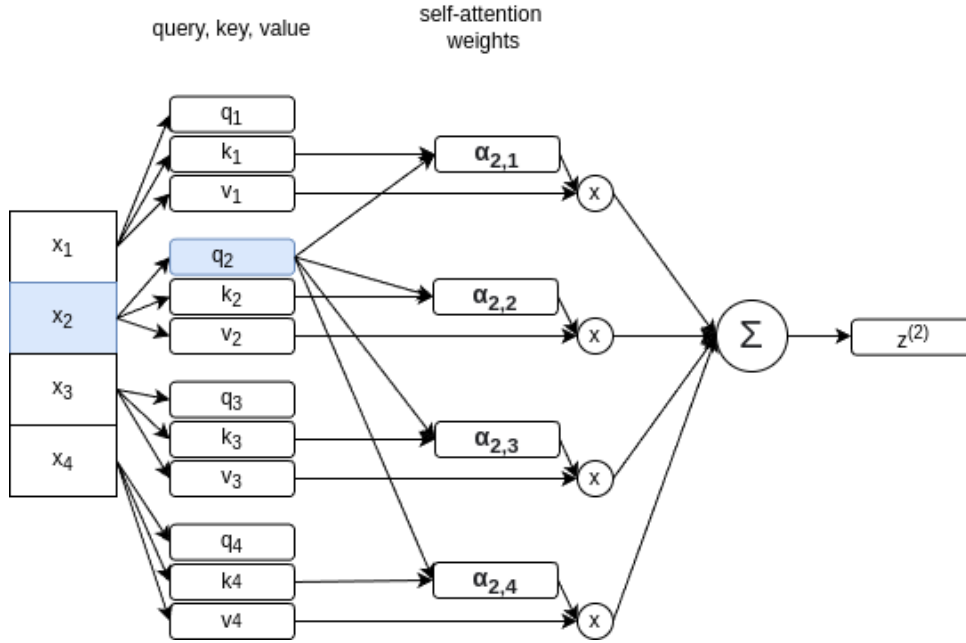 query, key, value
self-attention
weights
x1
x2
x3
x4
q1
k1
v1
q2
k2
v2
q3
k3
v3
q4
k4
v4
α2,1
α2,2
α2,3
α2,4
x
x
x
x
Σ
z(2)